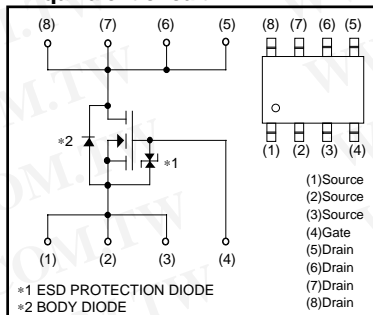 (8) (7) (6) (5)
(8) (7) (6) (5)
∗2
∗1
(1) (2) (3) (4)
(1) (2) (3) (4)
(1)Source
(2)Source
(3)Source
(4)Gate
(5)Drain
(6)Drain
(7)Drain
(8)Drain
∗1 ESD PROTECTION DIODE
∗2 BODY DIODE